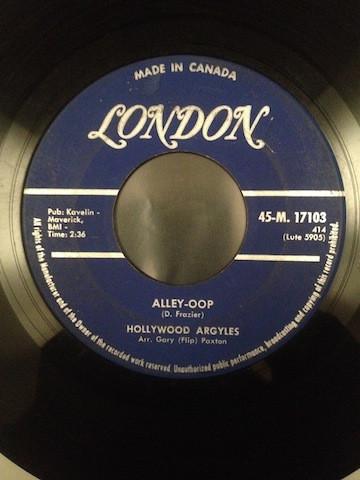 MADE IN CANADA
LONDON
Pub: Kavelin -
Maverick,
BMI -
Time: 2:36
45-M. 17103
414
(Lute 5905)
ALLEY-OOP
(D. Frazier)
HOLLYWOOD ARGYLES
Arr. Gary (Flip) Paxton
All rights of the Manufacturer and of the Owner of the recorded work reserved. Unauthorised public performance, broadcasting and copying of this record prohibited.